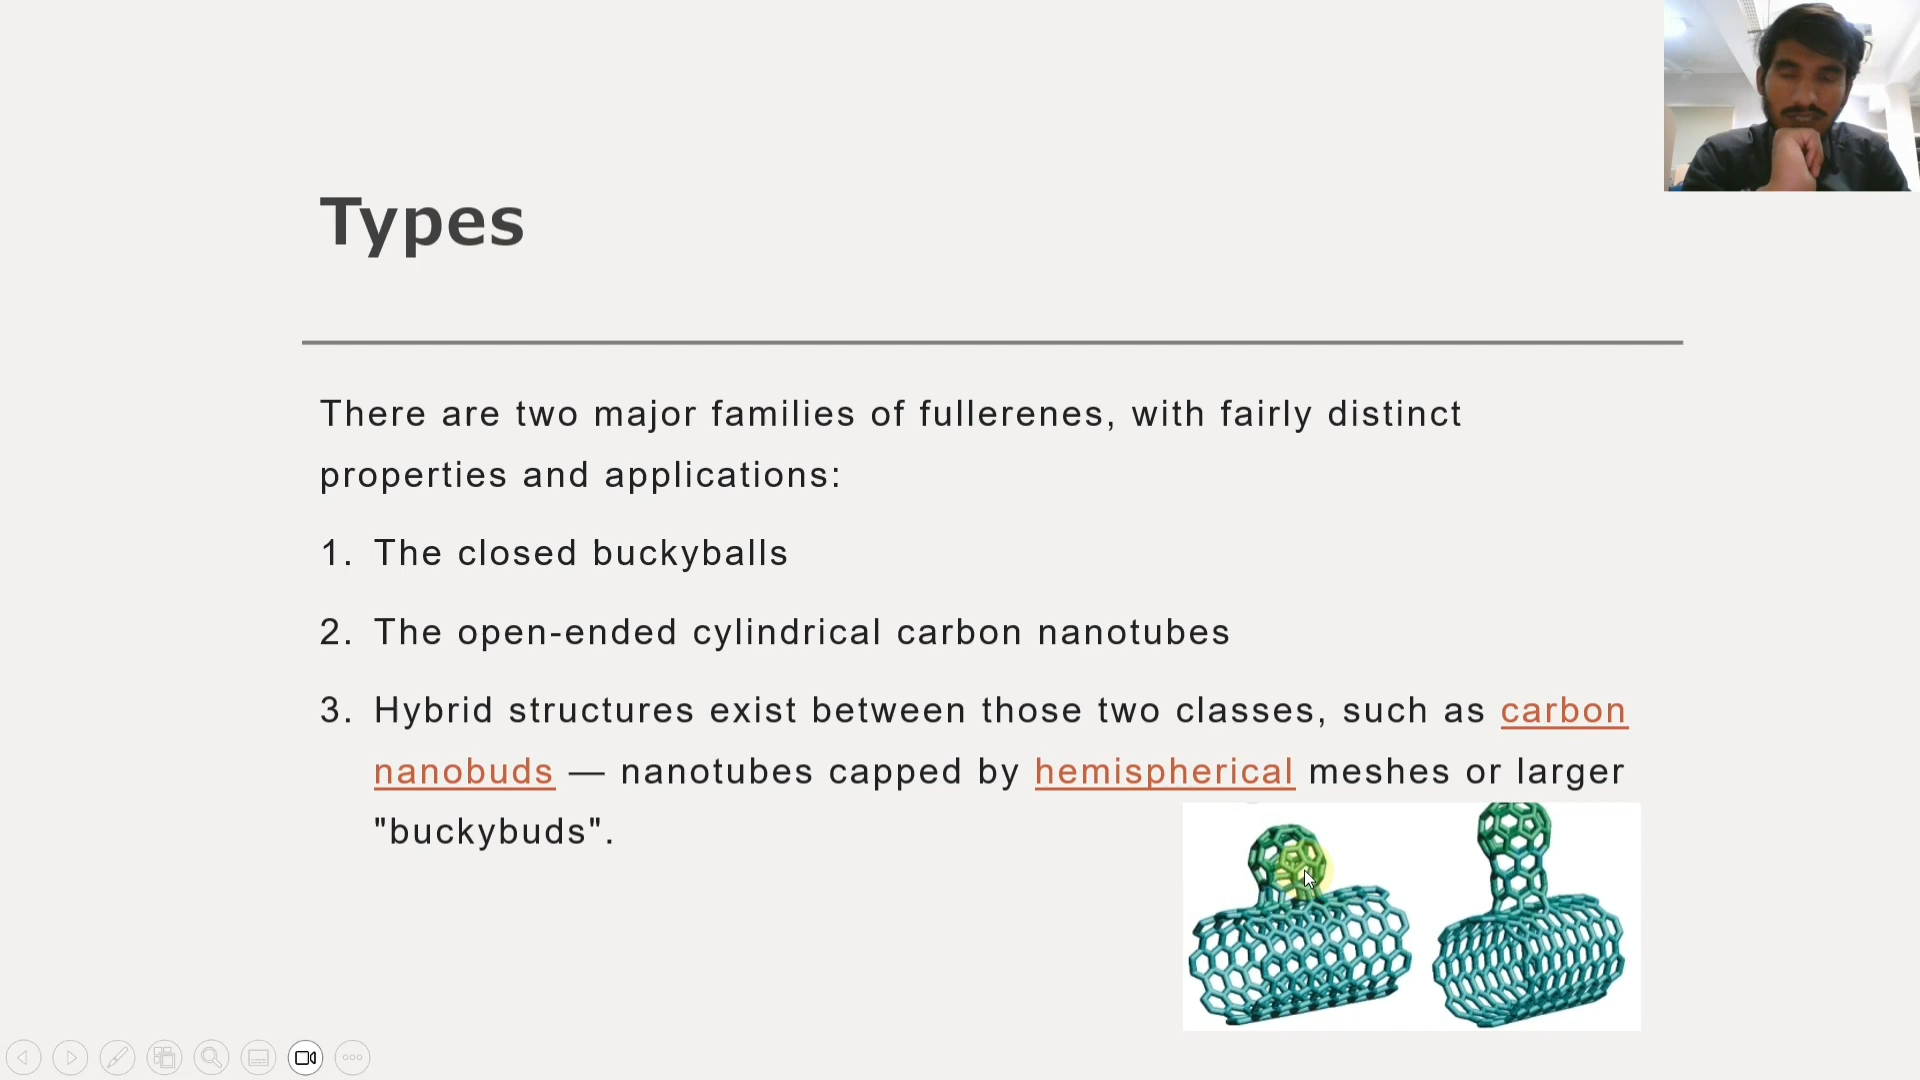 Types
There are two major families of fullerenes, with fairly distinct
properties and applications:
1. The closed buckyballs
2. The open-ended cylindrical carbon nanotubes
3. Hybrid structures exist between those two classes, such as carbon
nanobuds — nanotubes capped by hemispherical meshes or larger
"buckybuds".